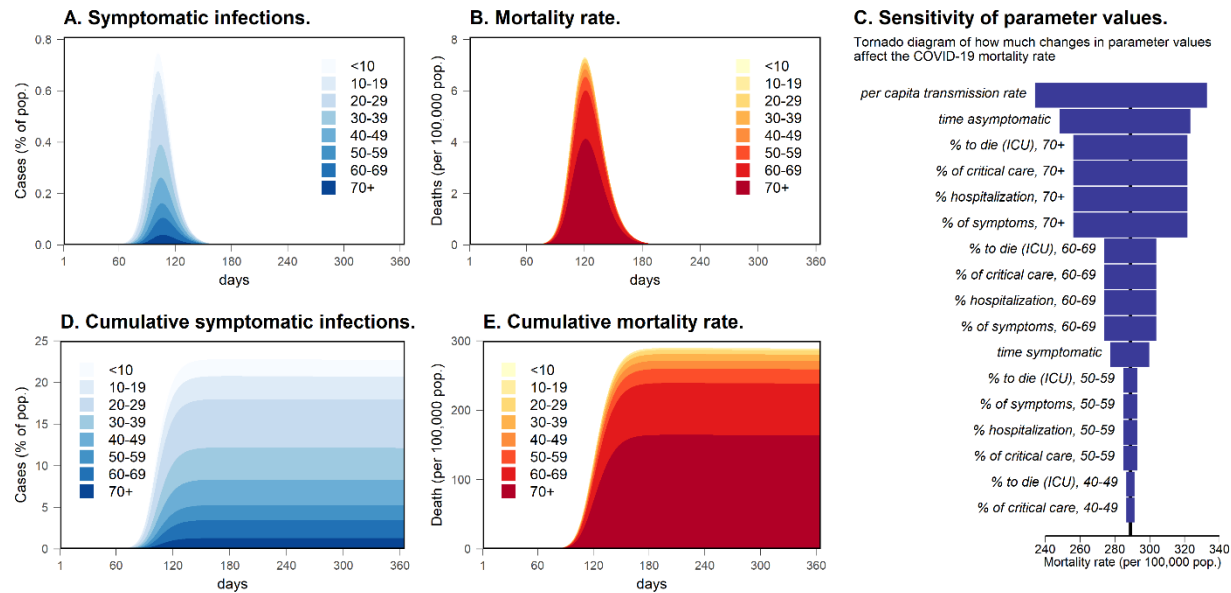 A. Symptomatic infections.
0.8
0.6
0.4
0.2
0.0
Cases (% of pop.)
<10
10-19
20-29
30-39
40-49
50-59
60-69
70+
1 60 120 180 240 300 360
days
B. Mortality rate.
8
6
4
2
0
Deaths (per 100,000 pop.)
<10
10-19
20-29
30-39
40-49
50-59
60-69
70+
1 60 120 180 240 300 360
days
C. Sensitivity of parameter values.
Tornado diagram of how much changes in parameter values
affect the COVID-19 mortality rate
per capita transmission rate
time asymptomatic
% to die (ICU), 70+
% of critical care, 70+
% hospitalization, 70+
% of symptoms, 70+
% to die (ICU), 60-69
% of critical care, 60-69
% hospitalization, 60-69
% of symptoms, 60-69
time symptomatic
% to die (ICU), 50-59
% of symptoms, 50-59
% hospitalization, 50-59
% of critical care, 50-59
% to die (ICU), 40-49
% of critical care, 40-49
240 260 280 300 320 340
Mortality rate (per 100,000 pop.)
D. Cumulative symptomatic infections.
25
20
15
10
5
0
Cases (% of pop.)
<10
10-19
20-29
30-39
40-49
50-59
60-69
70+
1 60 120 180 240 300 360
days
E. Cumulative mortality rate.
300
200
100
0
Death (per 100,000 pop.)
<10
10-19
20-29
30-39
40-49
50-59
60-69
70+
1 60 120 180 240 300 360
days